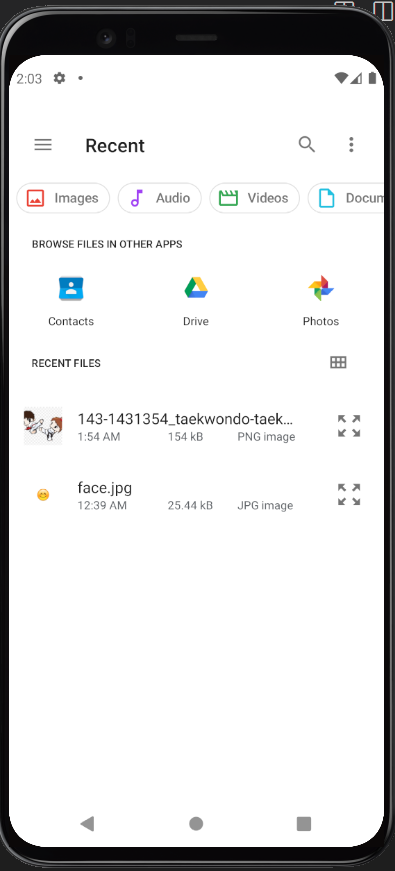 2:03
Recent
Images Audio Videos Docum
BROWSE FILES IN OTHER APPS
Contacts Drive Photos
RECENT FILES
143-1431354_taekwondo-taek...
1:54 AM 154 kB PNG image
face.jpg
12:39 AM 25.44 kB JPG image